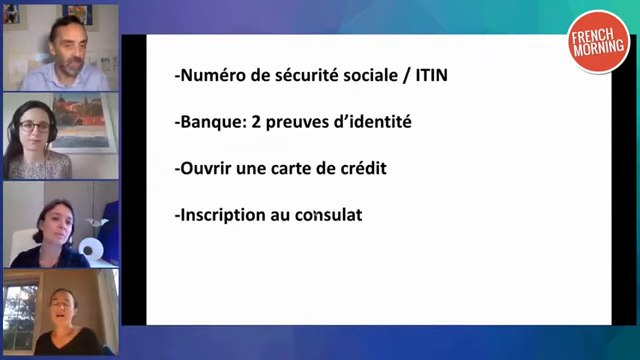 -Numéro de sécurité sociale / ITIN
-Banque: 2 preuves d’identité
-Ouvrir une carte de crédit
-Inscription au consulat
FRENCH
MORNING